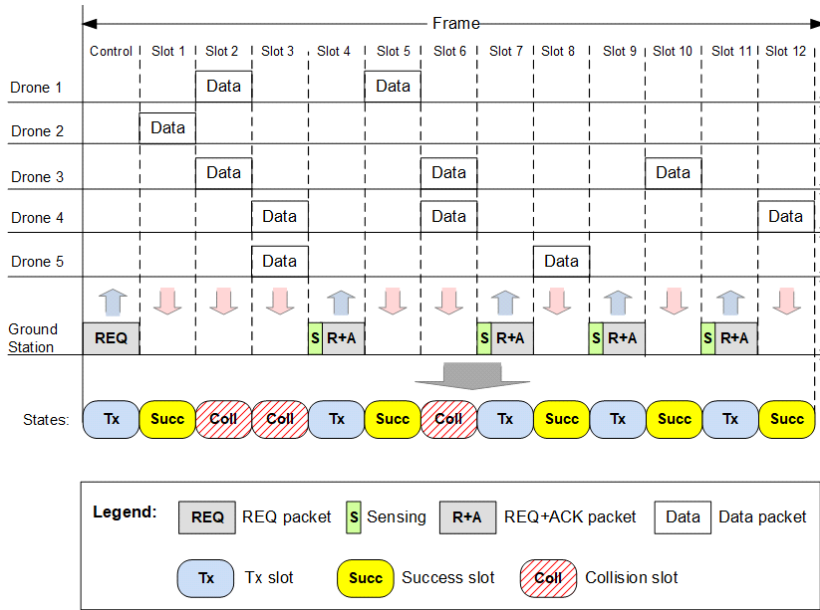 Frame
Control Slot 1 Slot 2 Slot 3 Slot 4 Slot 5 Slot 6 Slot 7 Slot 8 Slot 9 Slot 10 Slot 11 Slot 12
Drone 1 Data Data
Drone 2 Data
Drone 3 Data Data Data
Drone 4 Data Data Data
Drone 5 Data Data
Ground
Station REQ S R+A S R+A S R+A S R+A
States: Tx Succ Coll Coll Tx Succ Coll Tx Succ Tx Succ Tx Succ
Legend: REQ REQ packet S Sensing R+A REQ+ACK packet Data Data packet
Tx Tx slot Succ Success slot Coll Collision slot